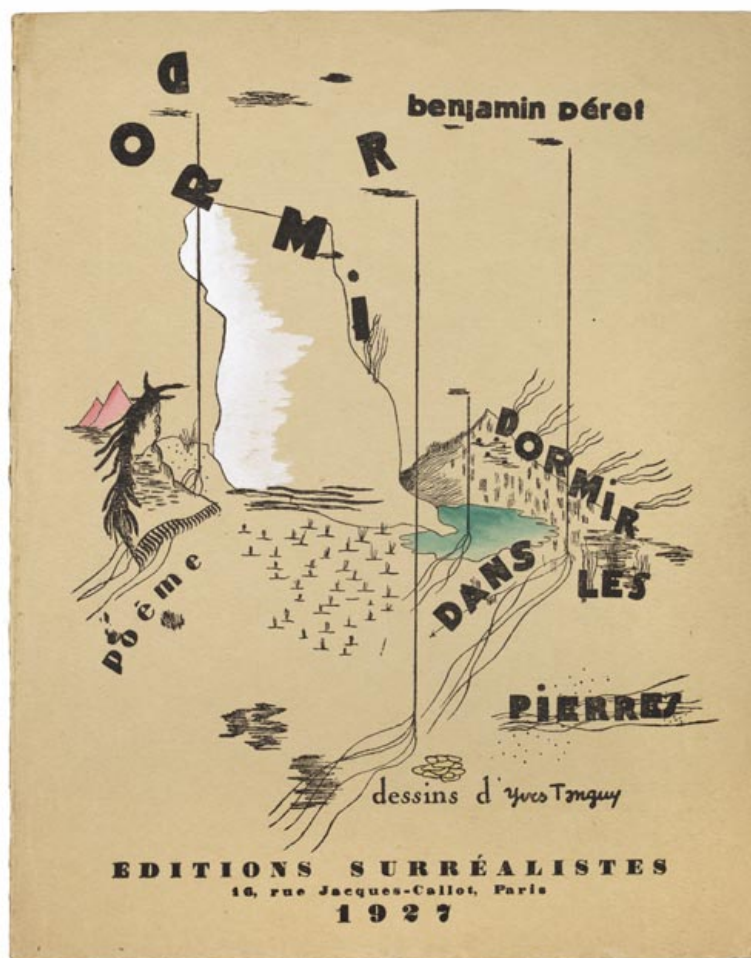 benjamin péret
DORMiR
DORMiR
DANS LES
PiERRES
poème
dessins d'Yves Tanguy
EDITIONS SURRÉALISTES
16, rue Jacques-Callot, Paris
1927